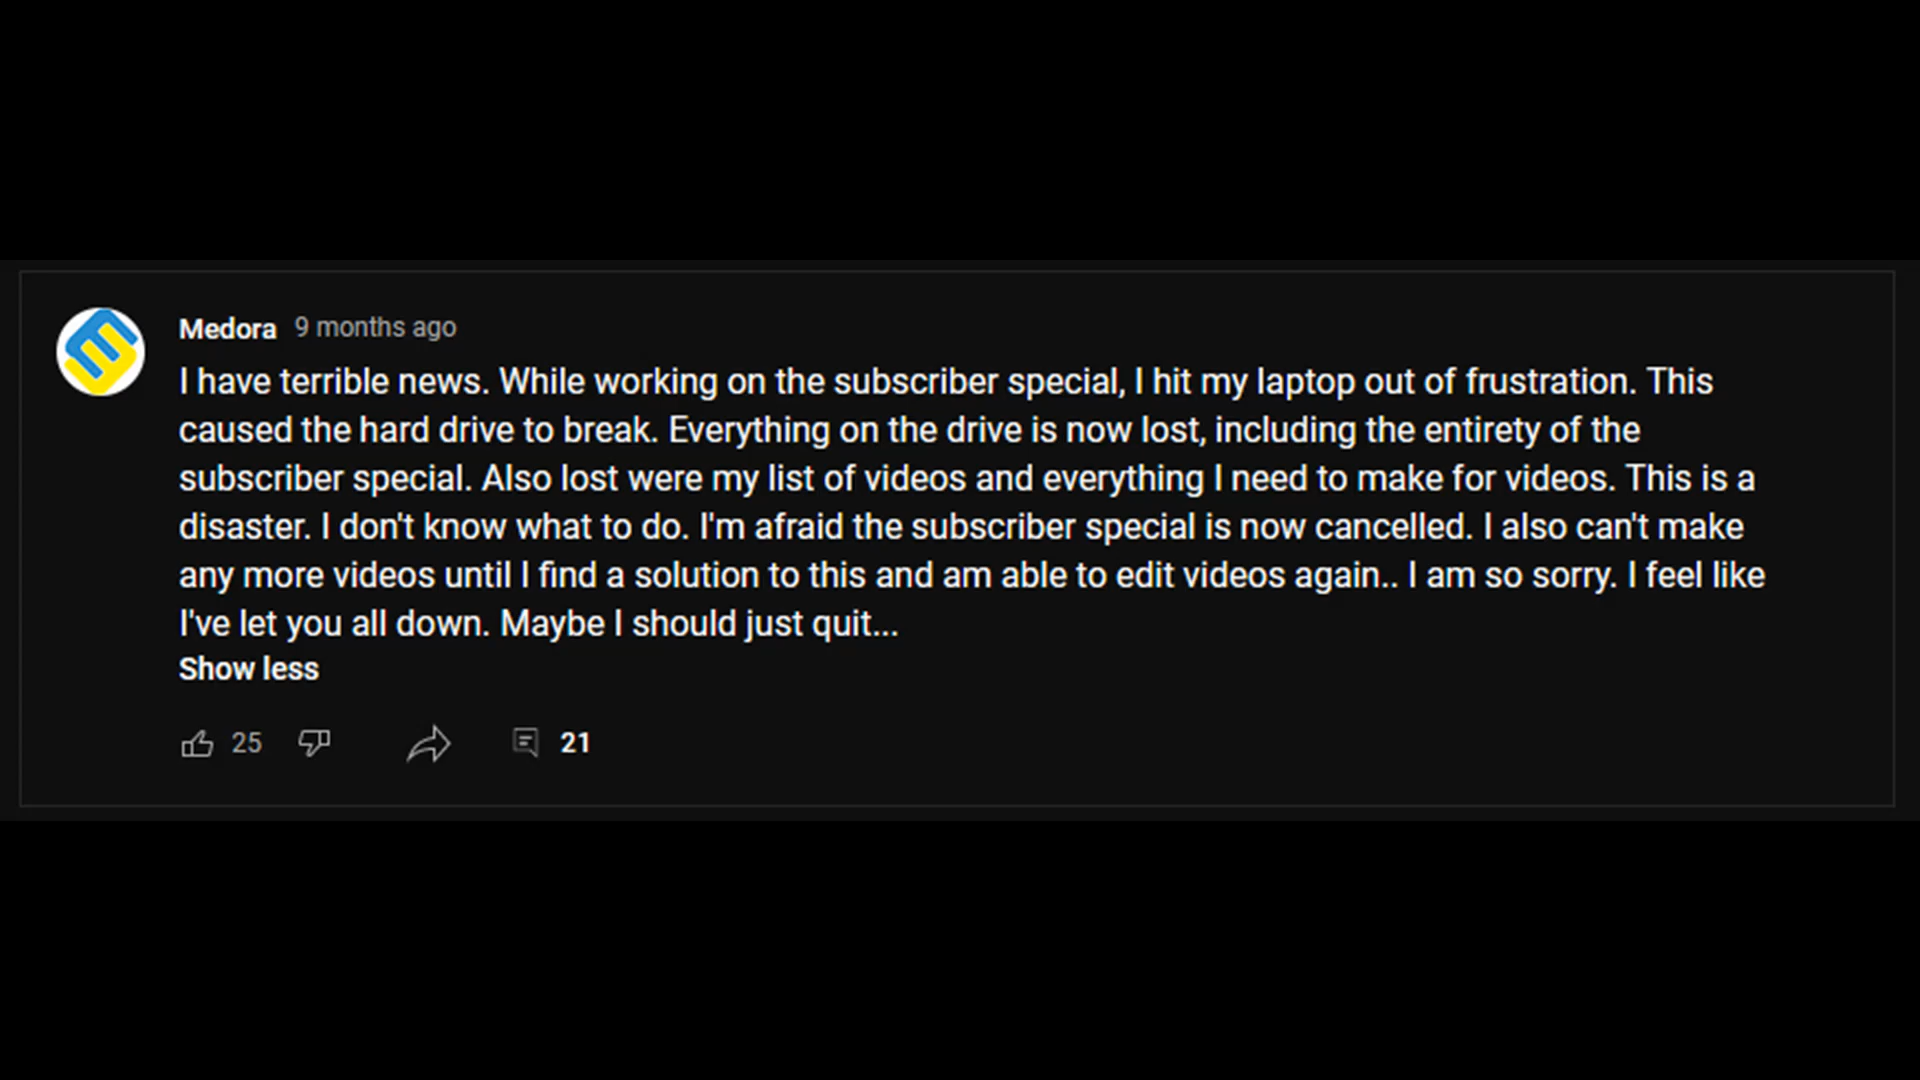 Medora 9 months ago
I have terrible news. While working on the subscriber special, I hit my laptop out of frustration. This
caused the hard drive to break. Everything on the drive is now lost, including the entirety of the
subscriber special. Also lost were my list of videos and everything I need to make for videos. This is a
disaster. I don't know what to do. I'm afraid the subscriber special is now cancelled. I also can't make
any more videos until I find a solution to this and am able to edit videos again.. I am so sorry. I feel like
I've let you all down. Maybe I should just quit...
Show less
25 21